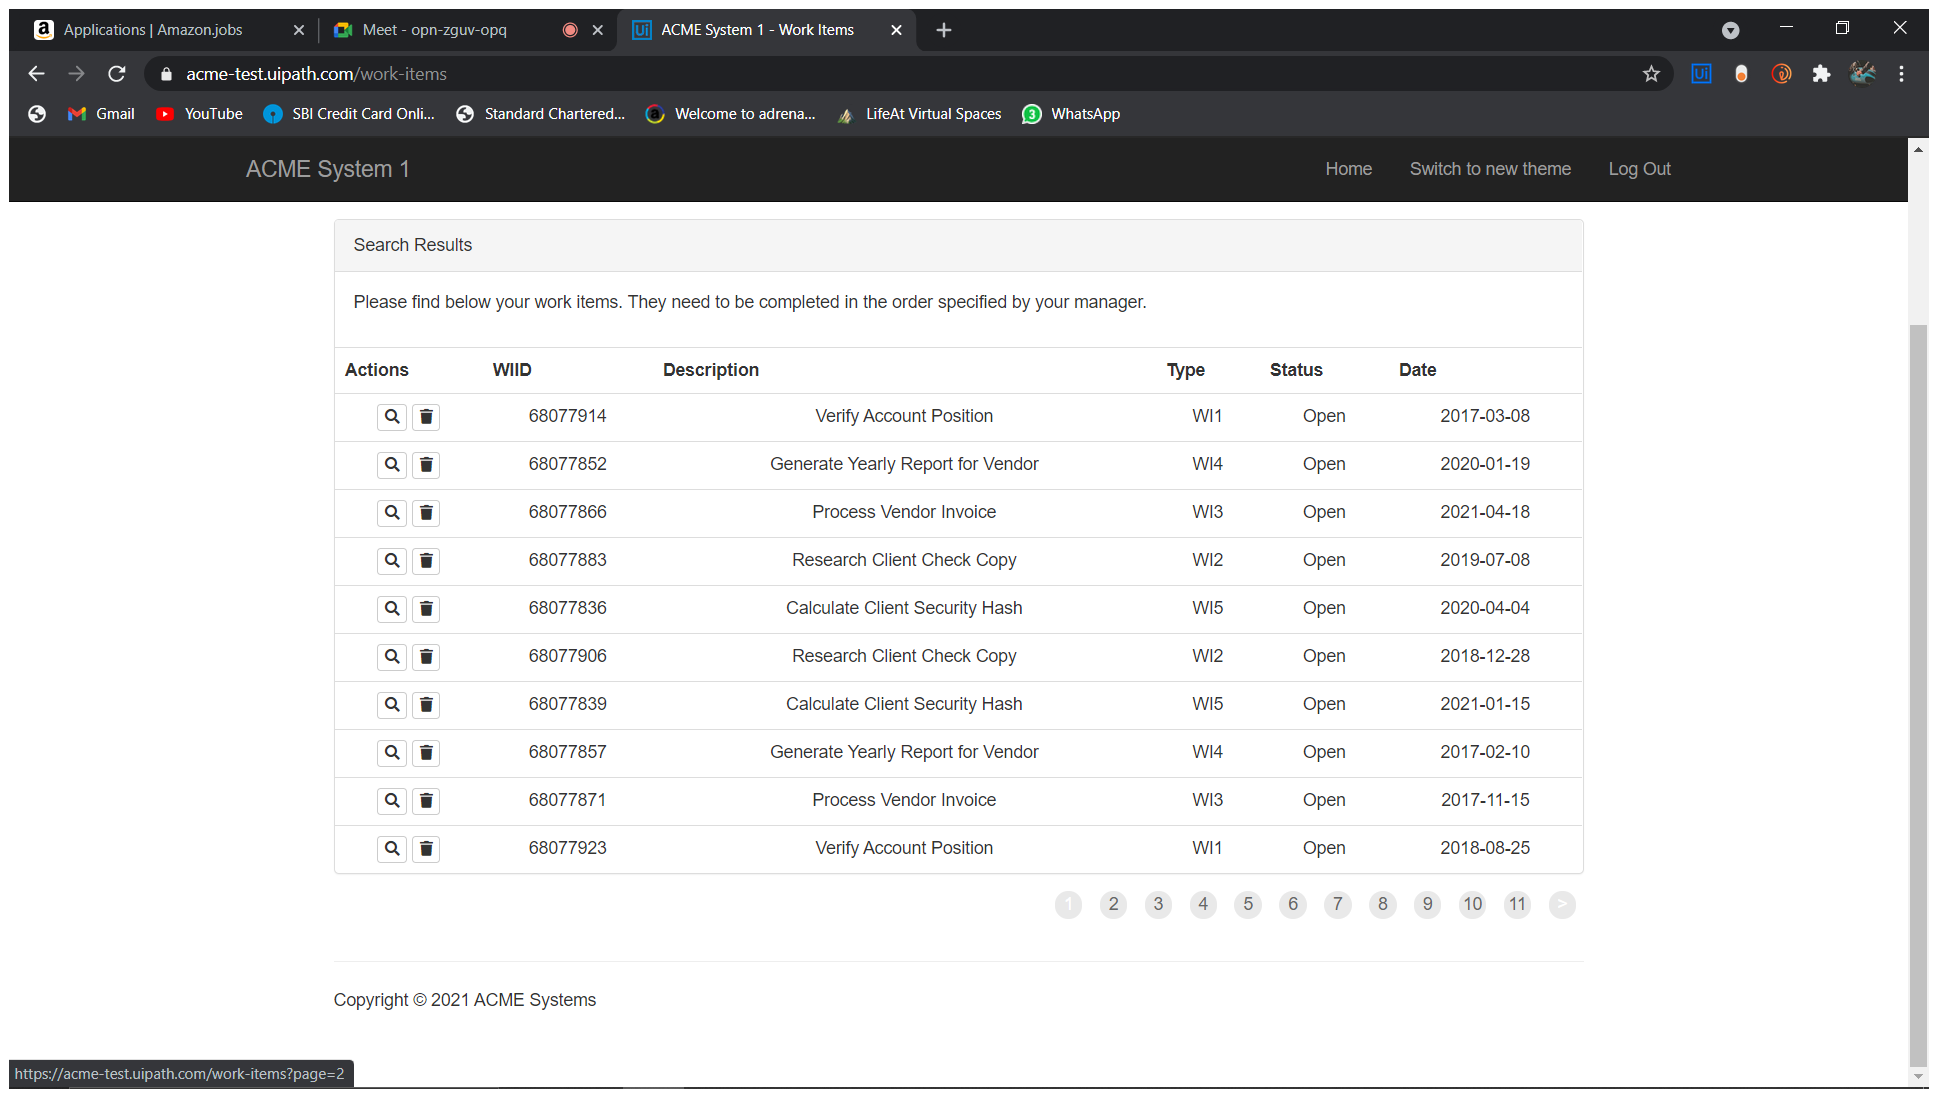 Applications | Amazon.jobs
Meet - opn-zguv-opq
ACME System 1 - Work Items
acme-test.uipath.com/work-items
Gmail YouTube SBI Credit Card Onli... Standard Chartered... Welcome to adrena... LifeAt Virtual Spaces WhatsApp
ACME System 1 Home Switch to new theme Log Out
Search Results
Please find below your work items. They need to be completed in the order specified by your manager.
Actions WIID Description Type Status Date
68077914 Verify Account Position WI1 Open 2017-03-08
68077852 Generate Yearly Report for Vendor WI4 Open 2020-01-19
68077866 Process Vendor Invoice WI3 Open 2021-04-18
68077883 Research Client Check Copy WI2 Open 2019-07-08
68077836 Calculate Client Security Hash WI5 Open 2020-04-04
68077906 Research Client Check Copy WI2 Open 2018-12-28
68077839 Calculate Client Security Hash WI5 Open 2021-01-15
68077857 Generate Yearly Report for Vendor WI4 Open 2017-02-10
68077871 Process Vendor Invoice WI3 Open 2017-11-15
68077923 Verify Account Position WI1 Open 2018-08-25
1 2 3 4 5 6 7 8 9 10 11 >
Copyright © 2021 ACME Systems
https://acme-test.uipath.com/work-items?page=2